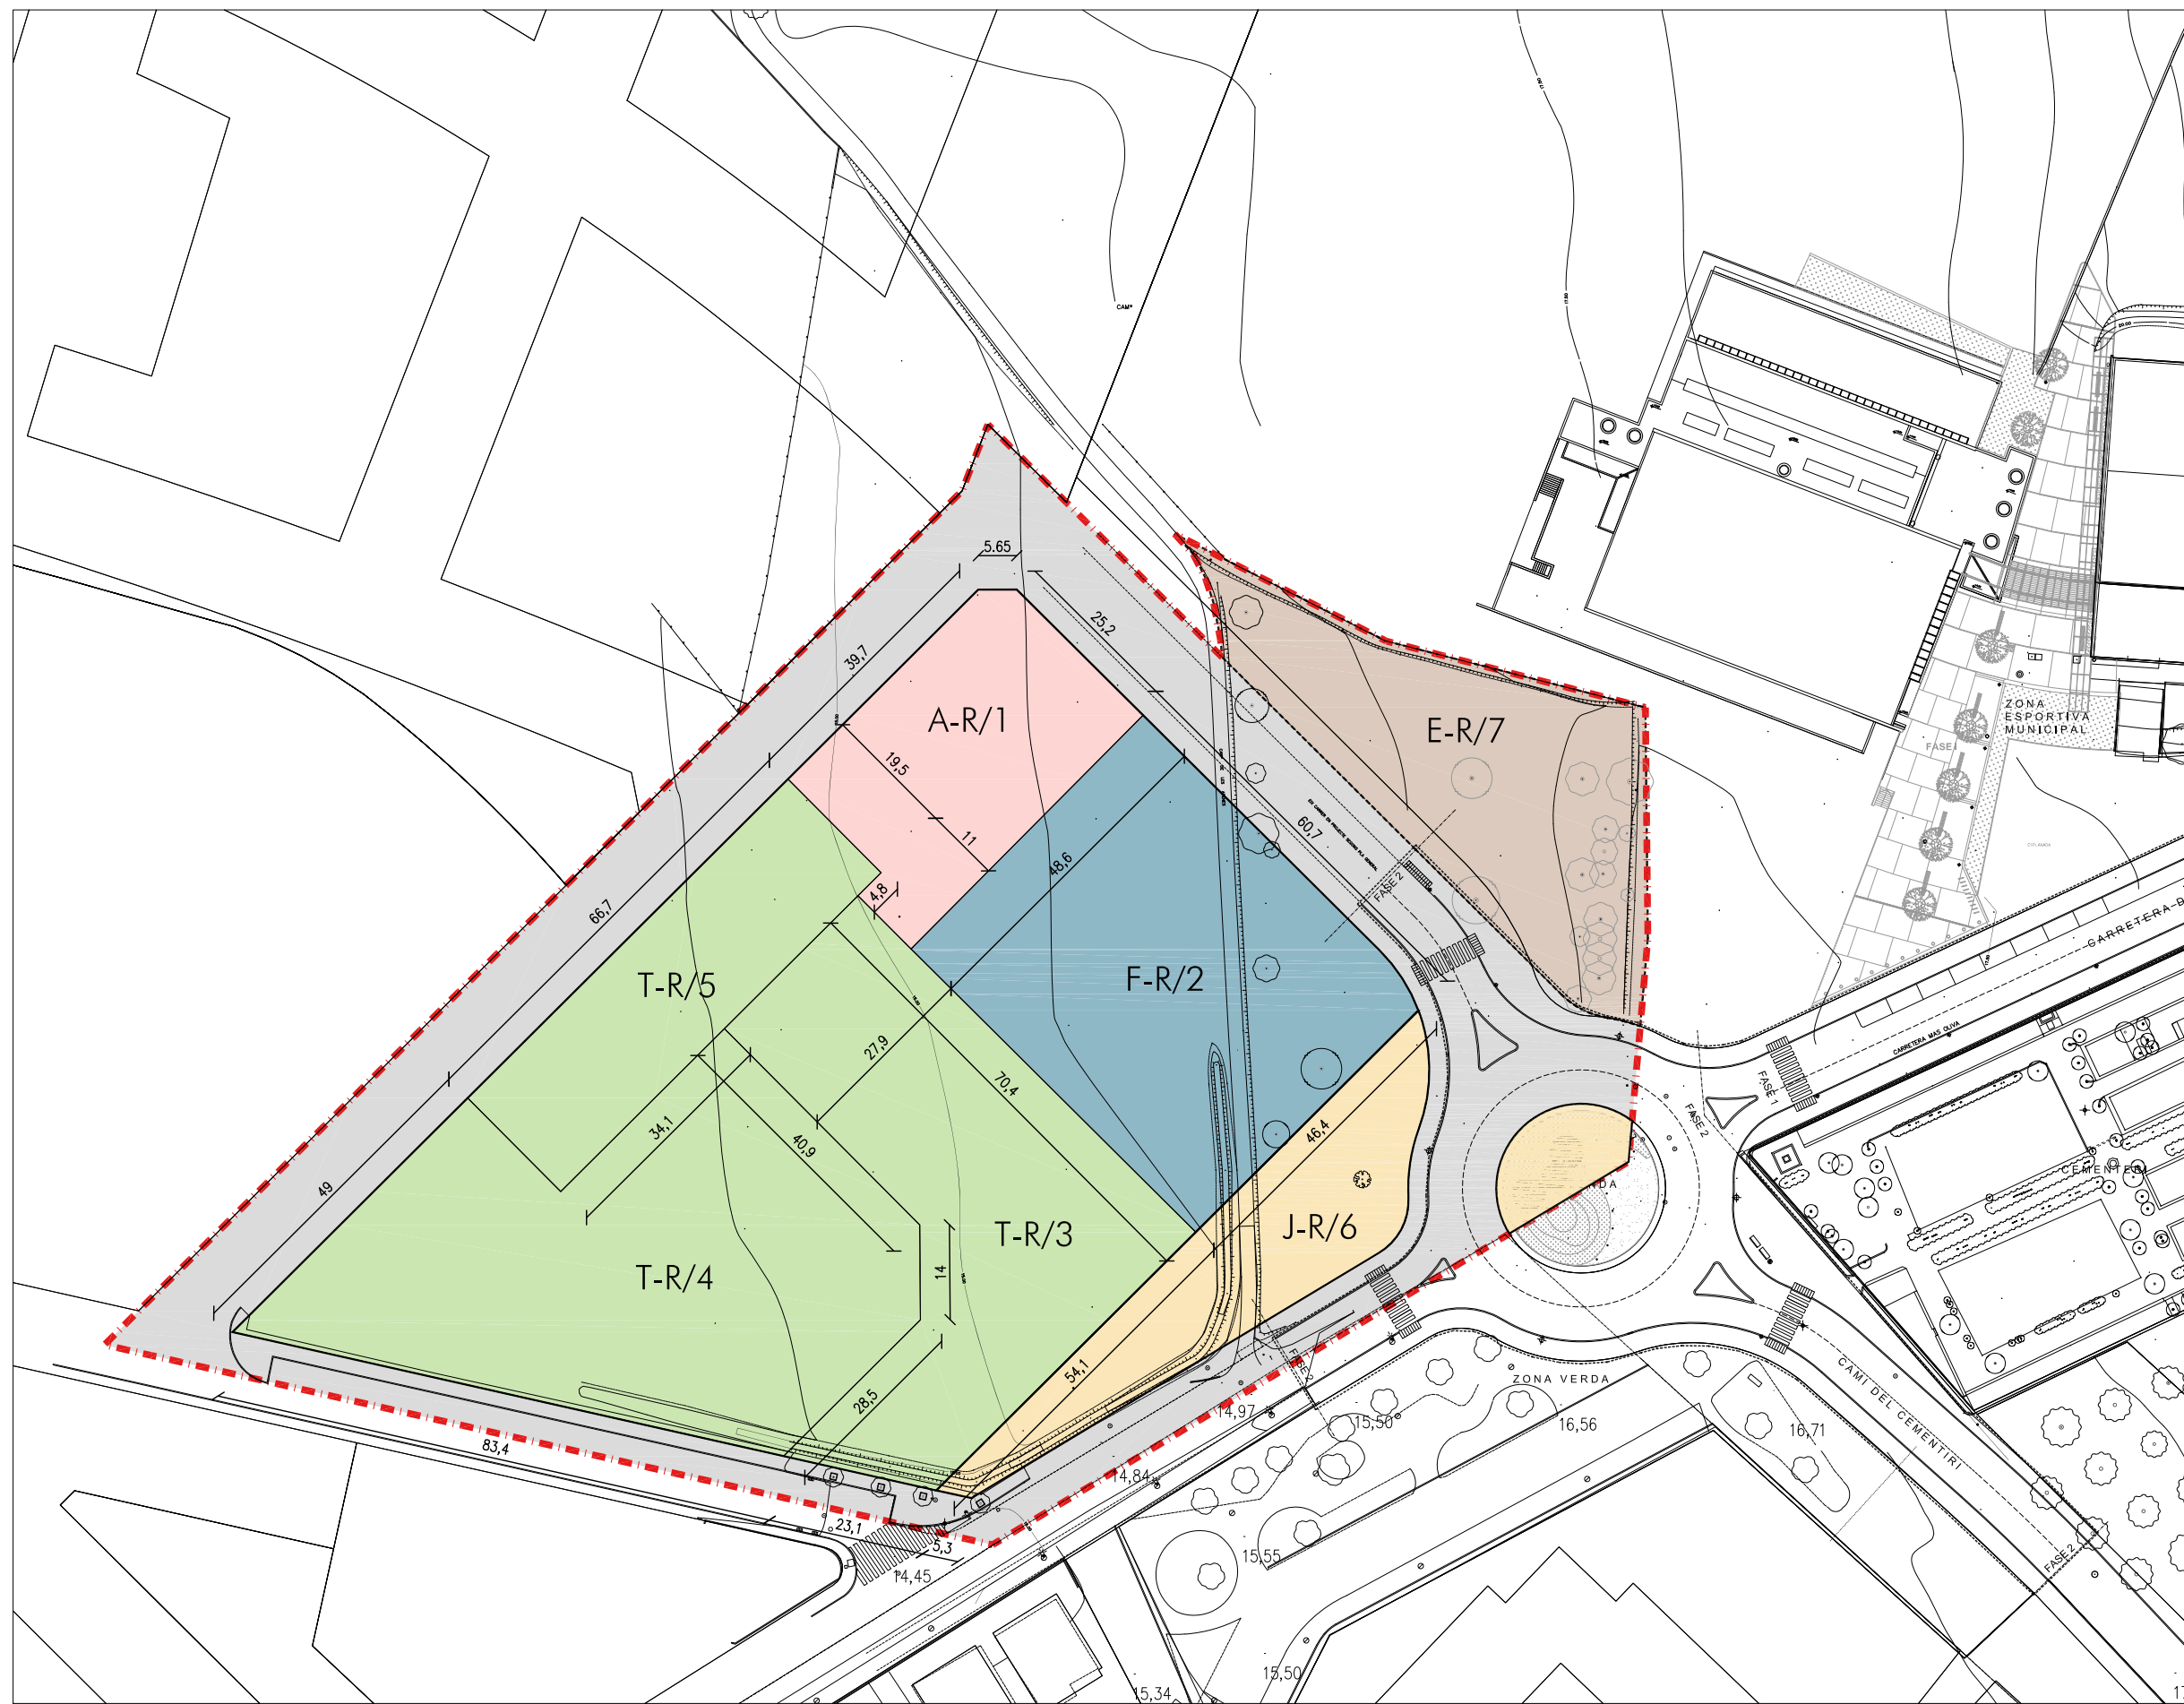 CAMP
5.65
25,2
39,7
A-R/1
E-R/7
ZONA
ESPORTIVA
MUNICIPAL
FASE I
19,5
11
60,7
48,6
FASE 2
4,8
66,7
T-R/5
F-R/2
CARRETERA
CARRETERA MAS OLIVA
27,9
70,4
FASE 1
FASE 2
34,1
40,9
46,4
CEMENTERI
49
T-R/3
J-R/6
T-R/4
14
FASE 2
54,1
28,5
ZONA VERDA
CAMI DEL CEMENTIRI
14,97
15,50
16,56
16,71
83,4
14,84
23,1
5,3
14,45
15,55
FASE 2
15,50
15,34